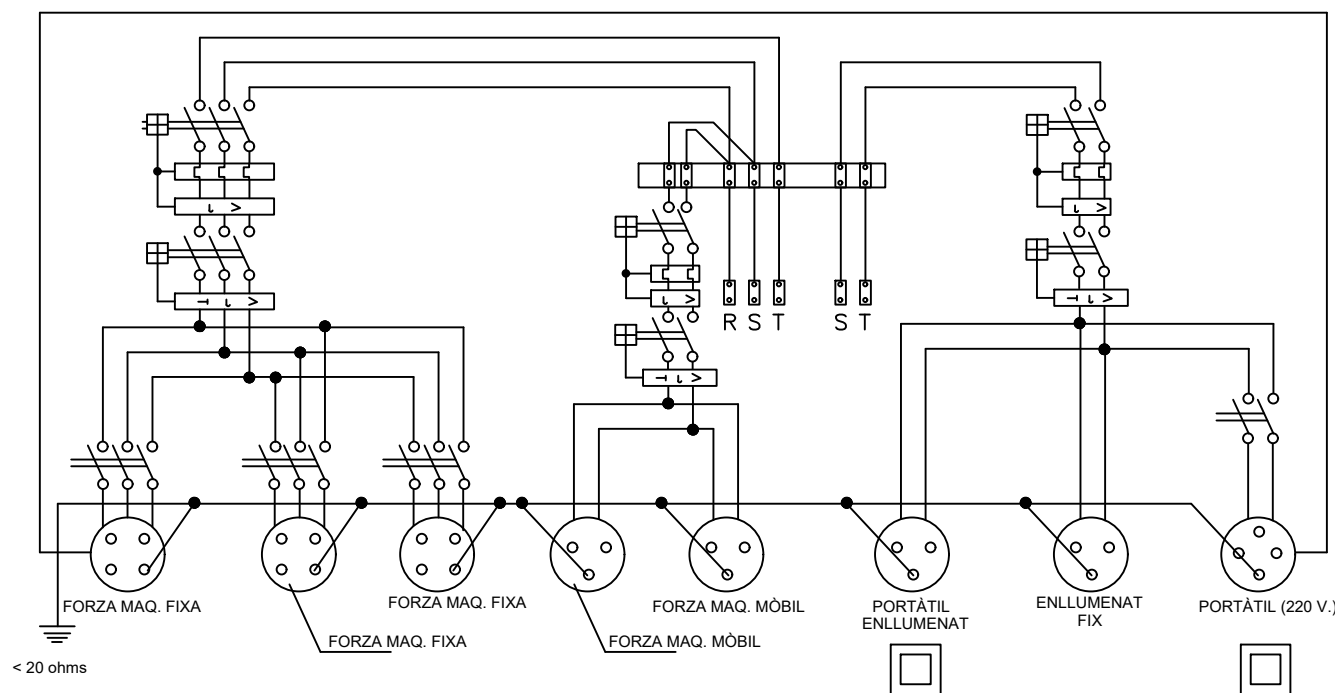 R S T S T
FORZA MAQ. FIXA
FORZA MAQ. FIXA
FORZA MAQ. MÒBIL
PORTÀTIL
ENLLUMENAT
ENLLUMENAT
FIX
PORTÀTIL (220 V.)
FORZA MAQ. FIXA
FORZA MAQ. MÒBIL
< 20 ohms